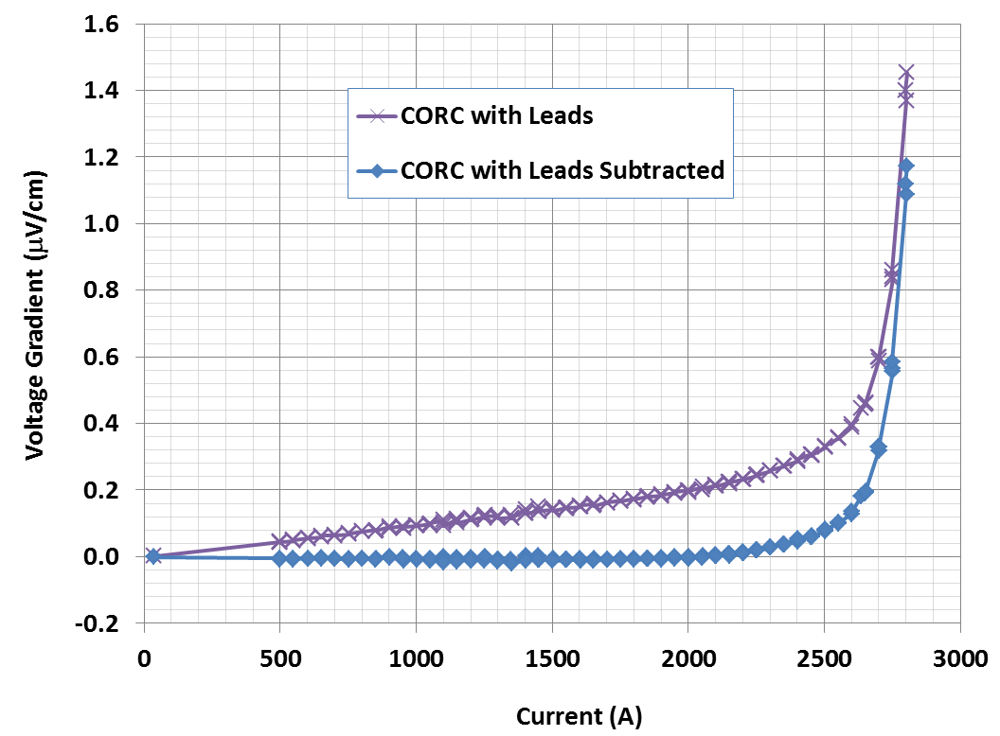 1.6
1.4
1.2
1.0
0.8
0.6
0.4
0.2
0.0
-0.2
Voltage Gradient (μV/cm)
CORC with Leads
CORC with Leads Subtracted
0 500 1000 1500 2000 2500 3000
Current (A)